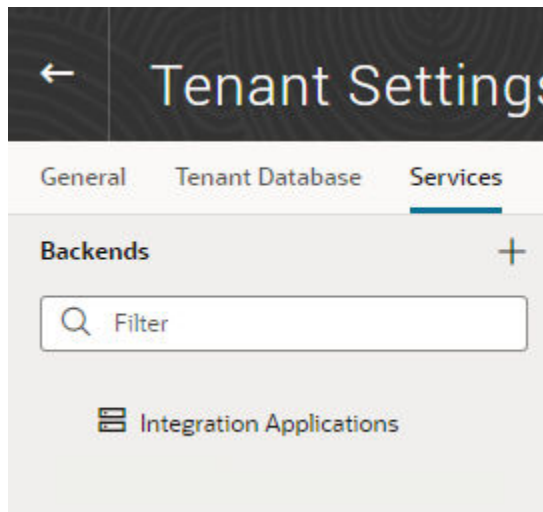 Tenant Settings
General Tenant Database Services
Backends
Filter
Integration Applications